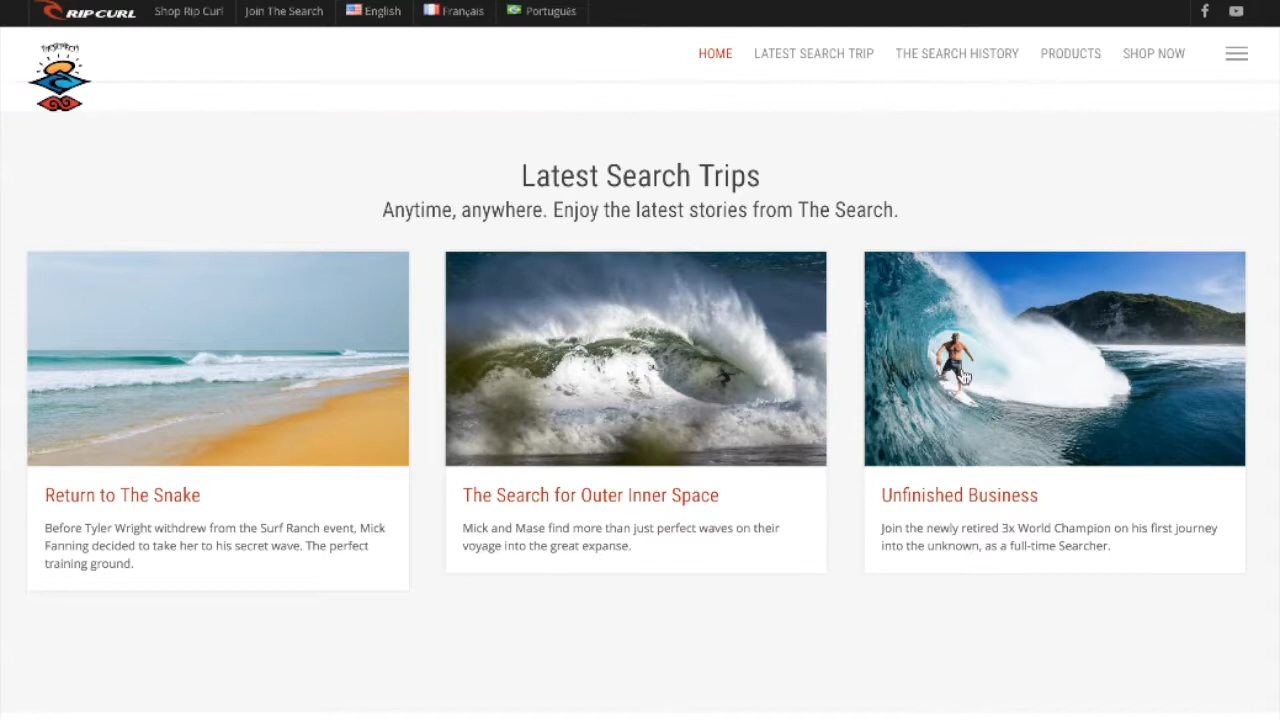 RIP CURL
Shop Rip Curl
Join The Search
English
Français
Português
THE SEARCH
HOME
LATEST SEARCH TRIP
THE SEARCH HISTORY
PRODUCTS
SHOP NOW
Latest Search Trips
Anytime, anywhere. Enjoy the latest stories from The Search.
Return to The Snake
Before Tyler Wright withdrew from the Surf Ranch event, Mick
Fanning decided to take her to his secret wave. The perfect
training ground.
The Search for Outer Inner Space
Mick and Mase find more than just perfect waves on their
voyage into the great expanse.
Unfinished Business
Join the newly retired 3x World Champion on his first journey
into the unknown, as a full-time Searcher.